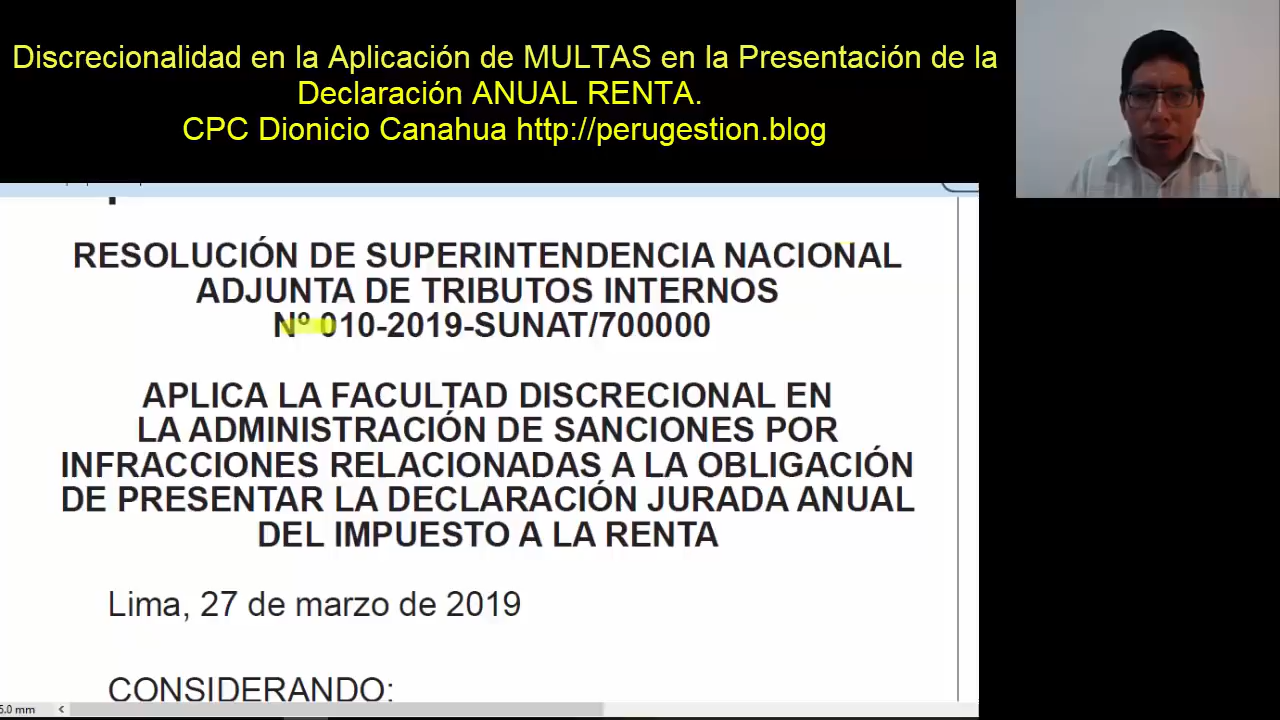 Discrecionalidad en la Aplicación de MULTAS en la Presentación de la
Declaración ANUAL RENTA.
CPC Dionicio Canahua http://perugestion.blog
RESOLUCIÓN DE SUPERINTENDENCIA NACIONAL
ADJUNTA DE TRIBUTOS INTERNOS
Nº 010-2019-SUNAT/700000
APLICA LA FACULTAD DISCRECIONAL EN
LA ADMINISTRACIÓN DE SANCIONES POR
INFRACCIONES RELACIONADAS A LA OBLIGACIÓN
DE PRESENTAR LA DECLARACIÓN JURADA ANUAL
DEL IMPUESTO A LA RENTA
Lima, 27 de marzo de 2019
CONSIDERANDO:
5.0 mm